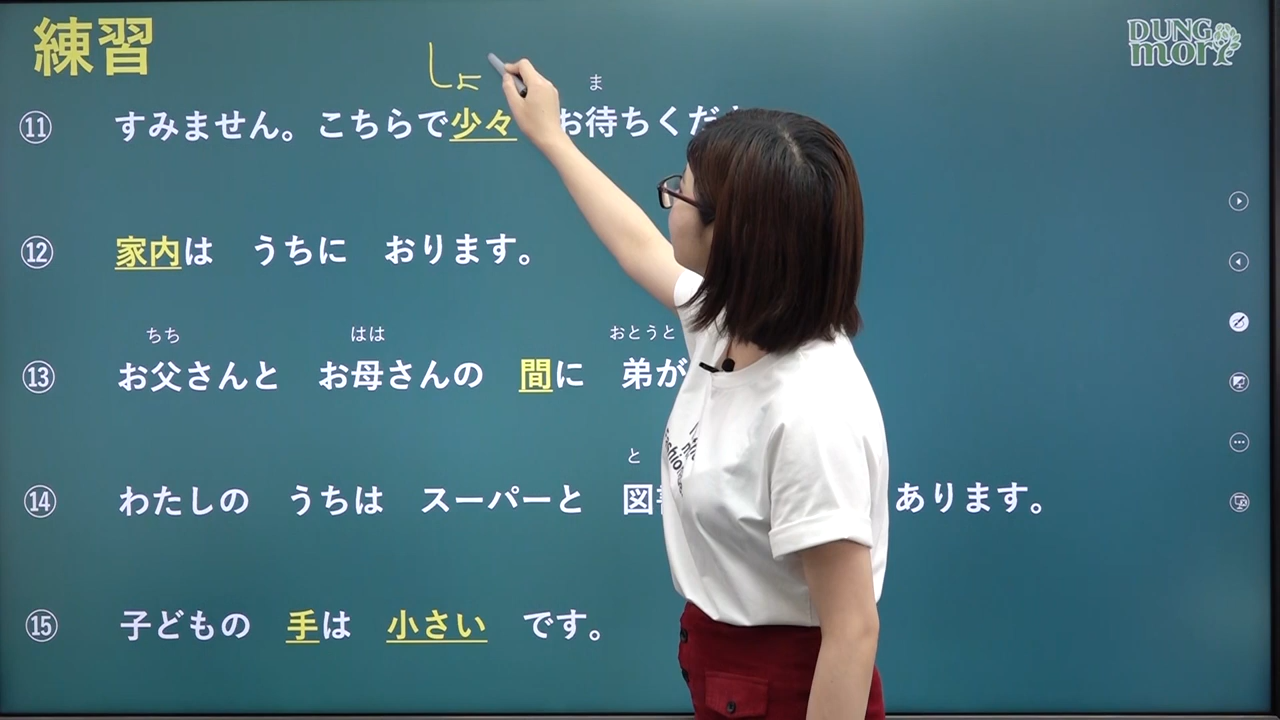 練習
DUNG
mori
しょ
ま
⑪ すみません。こちらで少々 お待ちくだ
⑫ 家内は うちに おります。
ちち はは おとうと
⑬ お父さんと お母さんの 間に 弟が
と
⑭ わたしの うちは スーパーと 図 あります。
⑮ 子どもの 手は 小さい です。